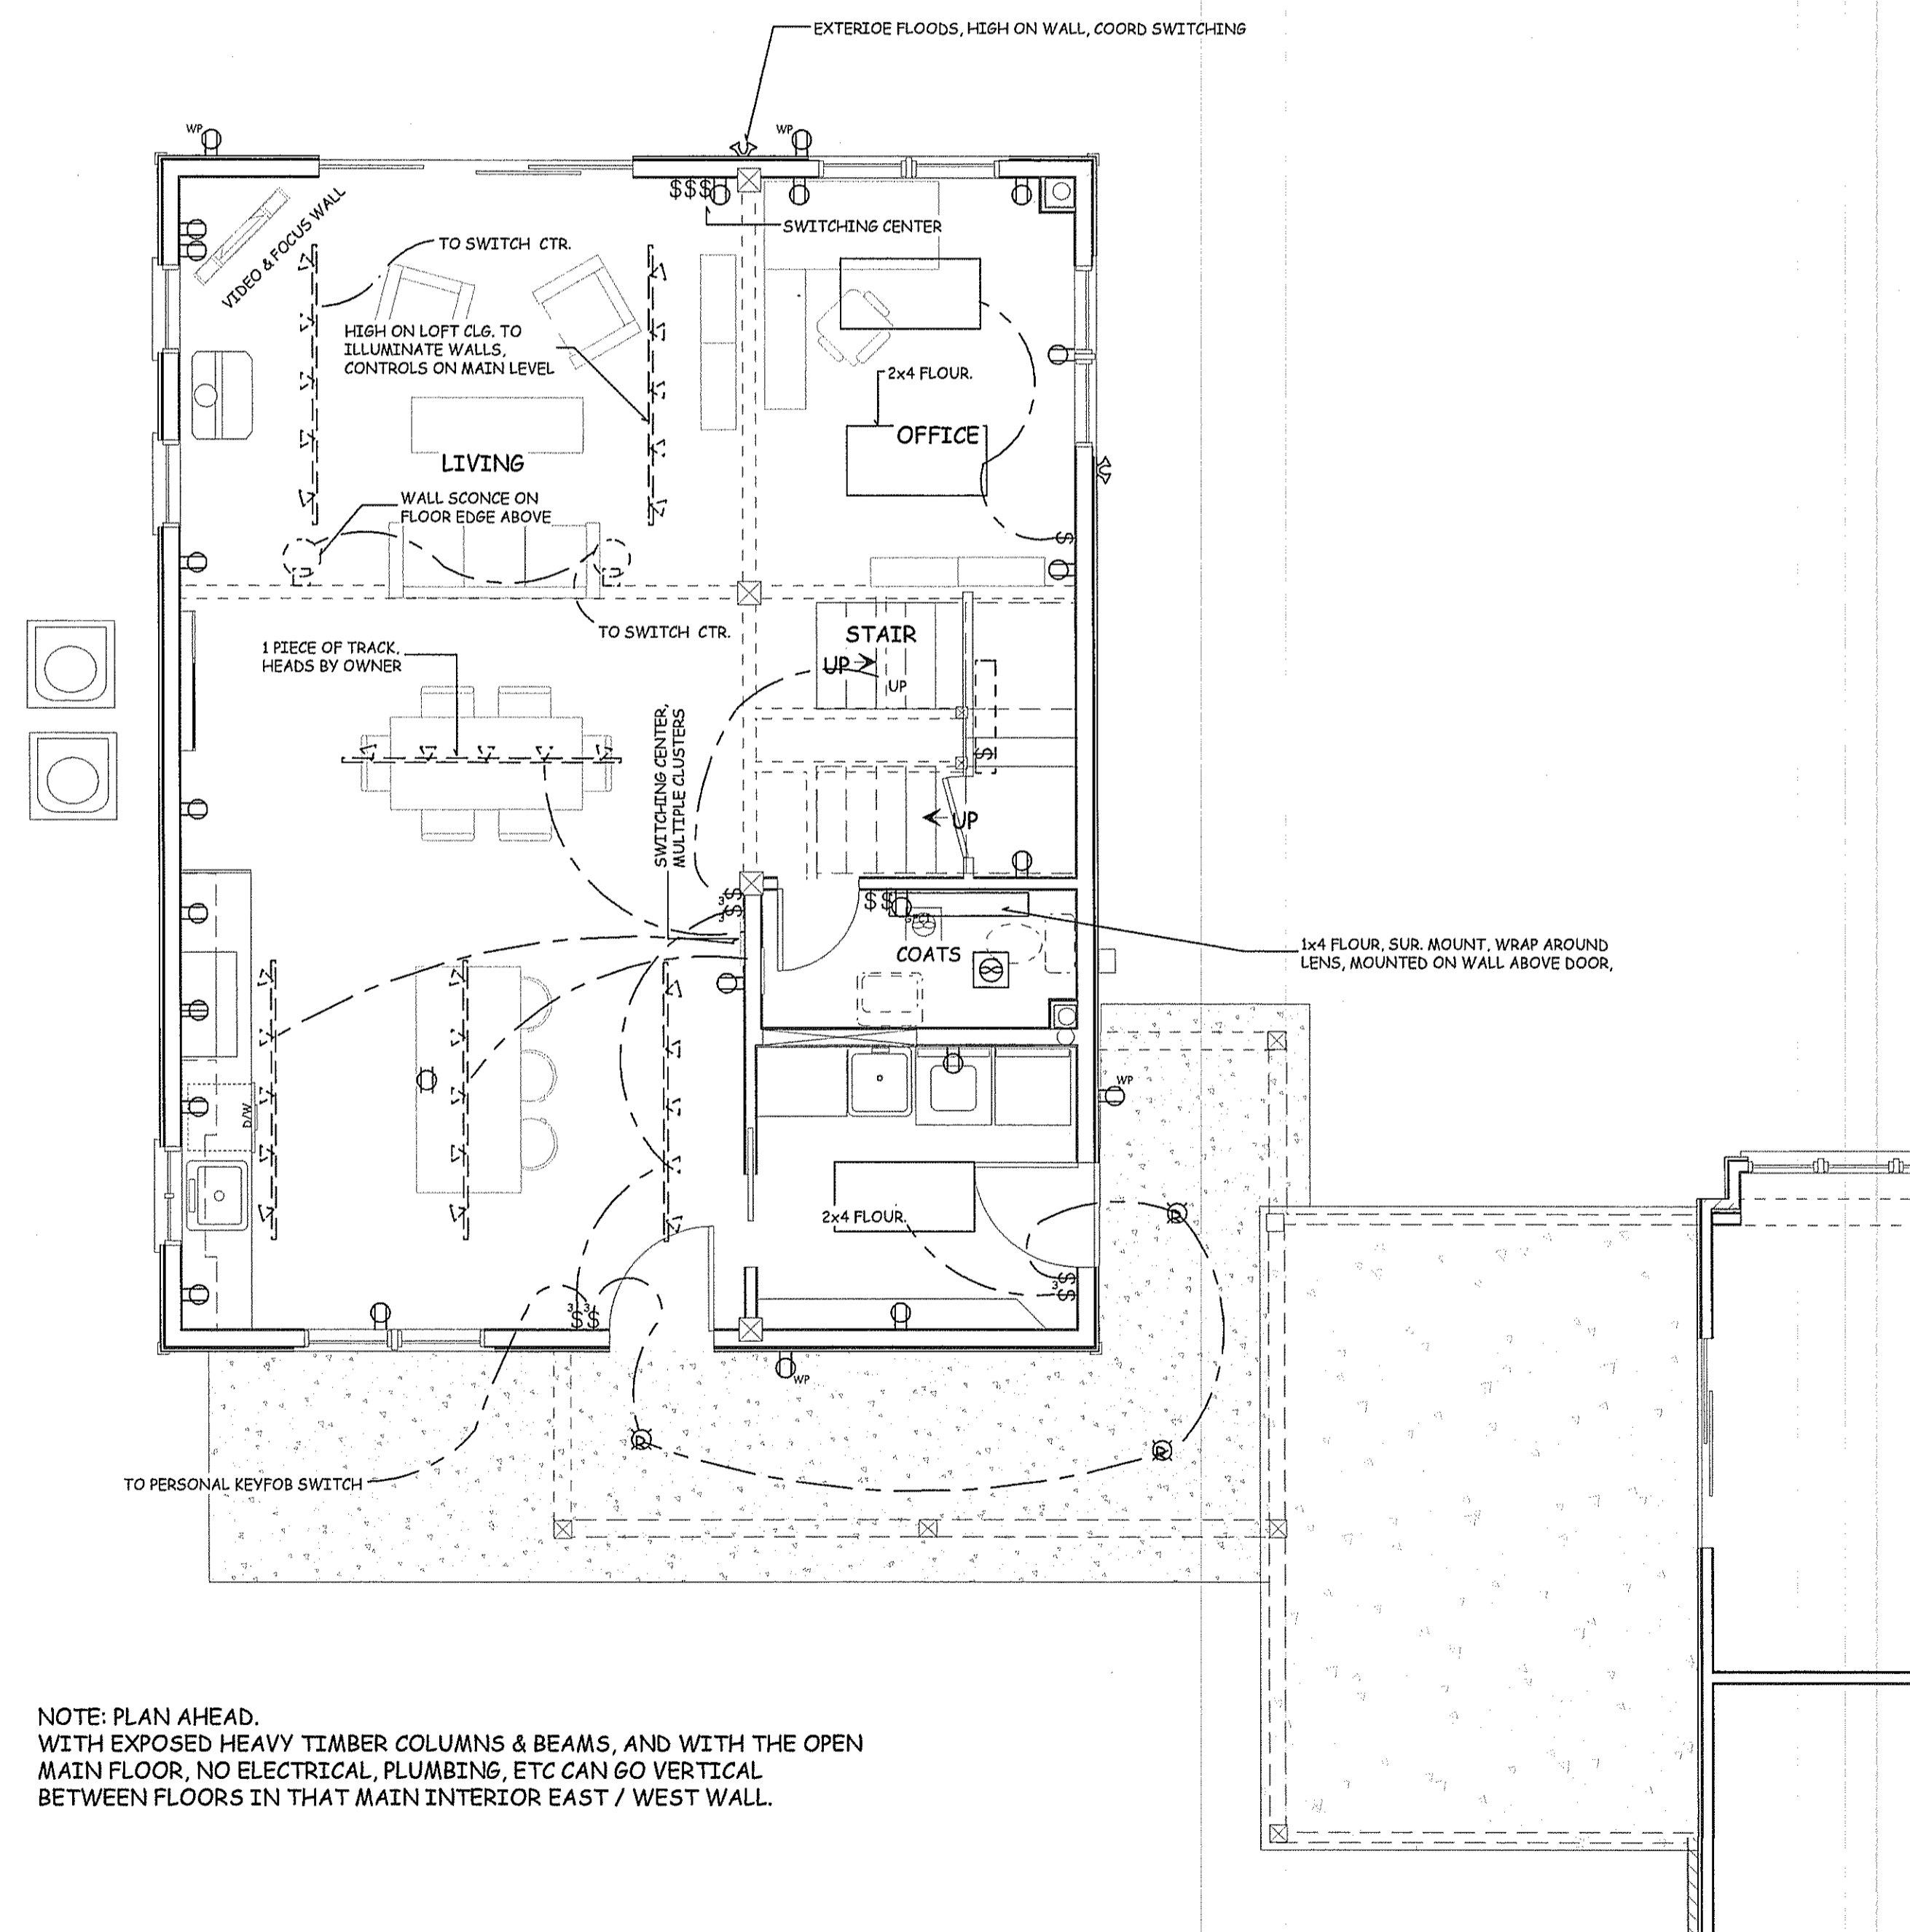 EXTERIOE FLOODS, HIGH ON WALL, COORD SWITCHING
WP
WP
$$$
SWITCHING CENTER
VIDEO & FOCUS WALL
TO SWITCH CTR.
HIGH ON LOFT CLG. TO
ILLUMINATE WALLS,
CONTROLS ON MAIN LEVEL
2x4 FLOUR.
OFFICE
LIVING
WALL SCONCE ON
FLOOR EDGE ABOVE
$
TO SWITCH CTR.
STAIR
1 PIECE OF TRACK.
HEADS BY OWNER
UP
UP
SWITCHING CENTER,
MULTIPLE CLUSTERS
$
UP
3 $
3 $
$$
COATS
1x4 FLOUR, SUR. MOUNT, WRAP AROUND
LENS, MOUNTED ON WALL ABOVE DOOR,
D/W
WP
2x4 FLOUR.
R
$
3 $
3 3
$$
WP
R
R
TO PERSONAL KEYFOB SWITCH
NOTE: PLAN AHEAD.
WITH EXPOSED HEAVY TIMBER COLUMNS & BEAMS, AND WITH THE OPEN
MAIN FLOOR, NO ELECTRICAL, PLUMBING, ETC CAN GO VERTICAL
BETWEEN FLOORS IN THAT MAIN INTERIOR EAST / WEST WALL.